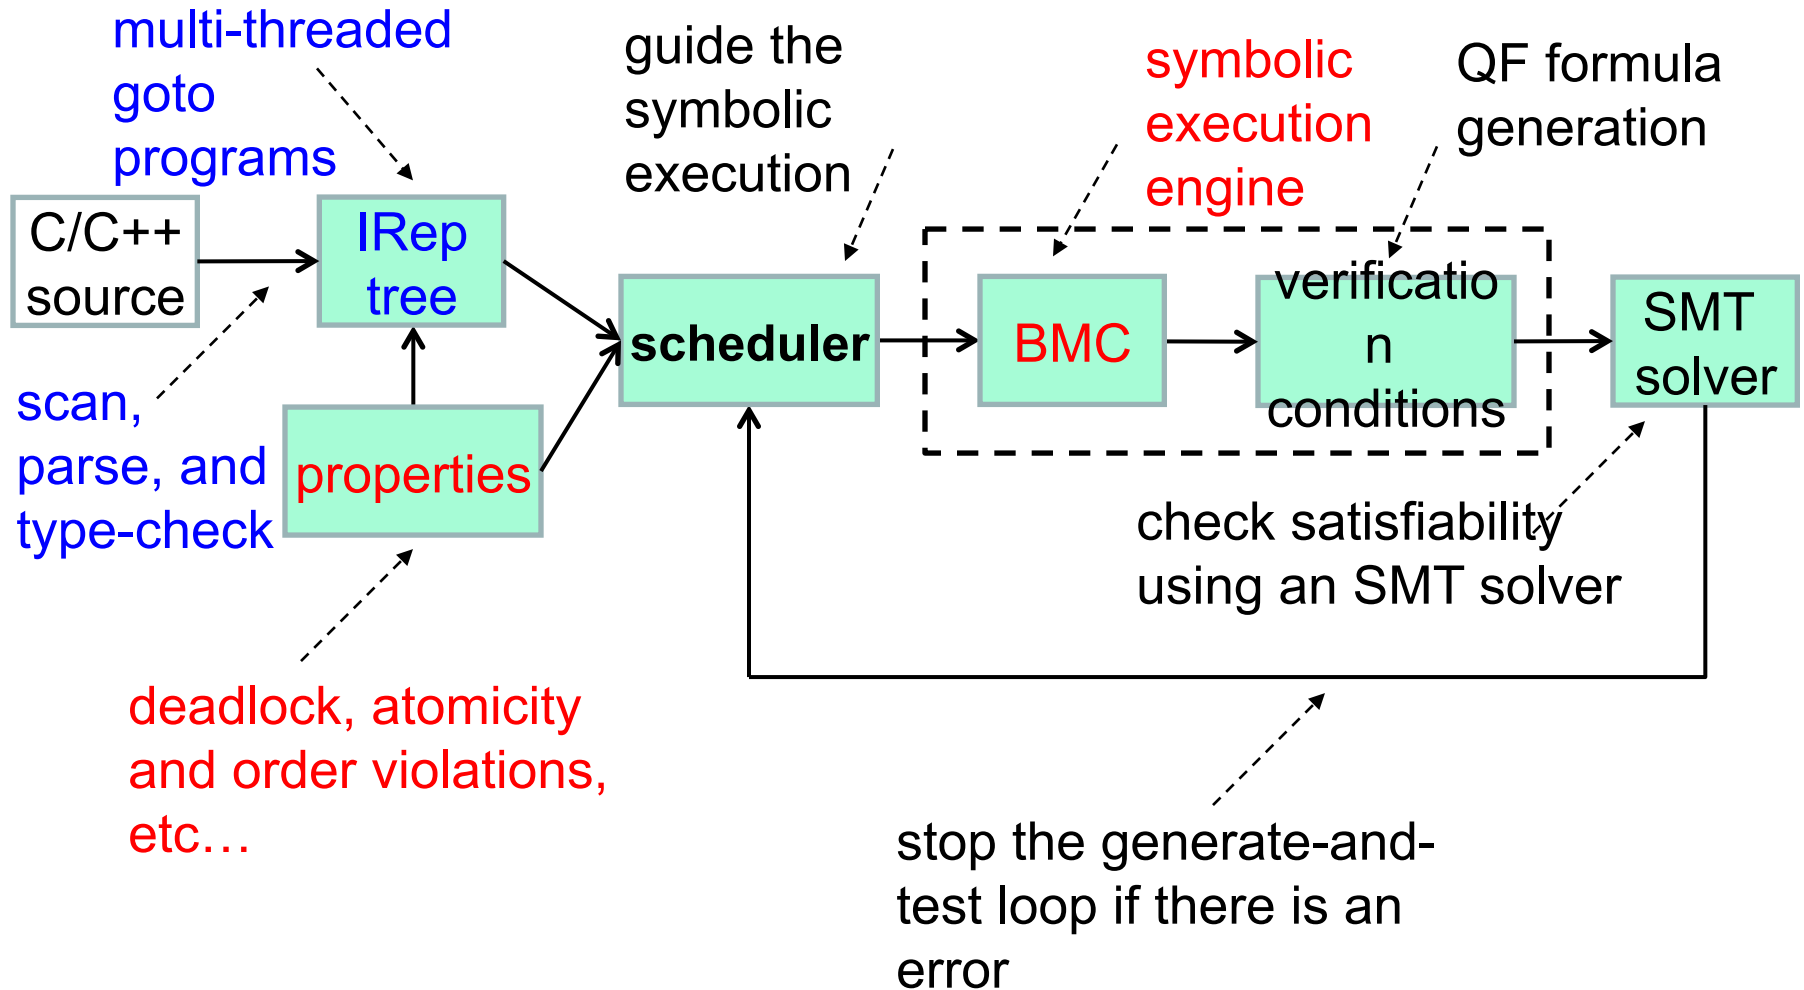 multi-threaded
goto
programs
guide the
symbolic
execution
symbolic
execution
engine
QF formula
generation
C/C++
source
IRep
tree
scheduler
BMC
verificatio
n
conditions
SMT
solver
scan,
parse, and
type-check
properties
check satisfiability
using an SMT solver
deadlock, atomicity
and order violations,
etc…
stop the generate-and-
test loop if there is an
error